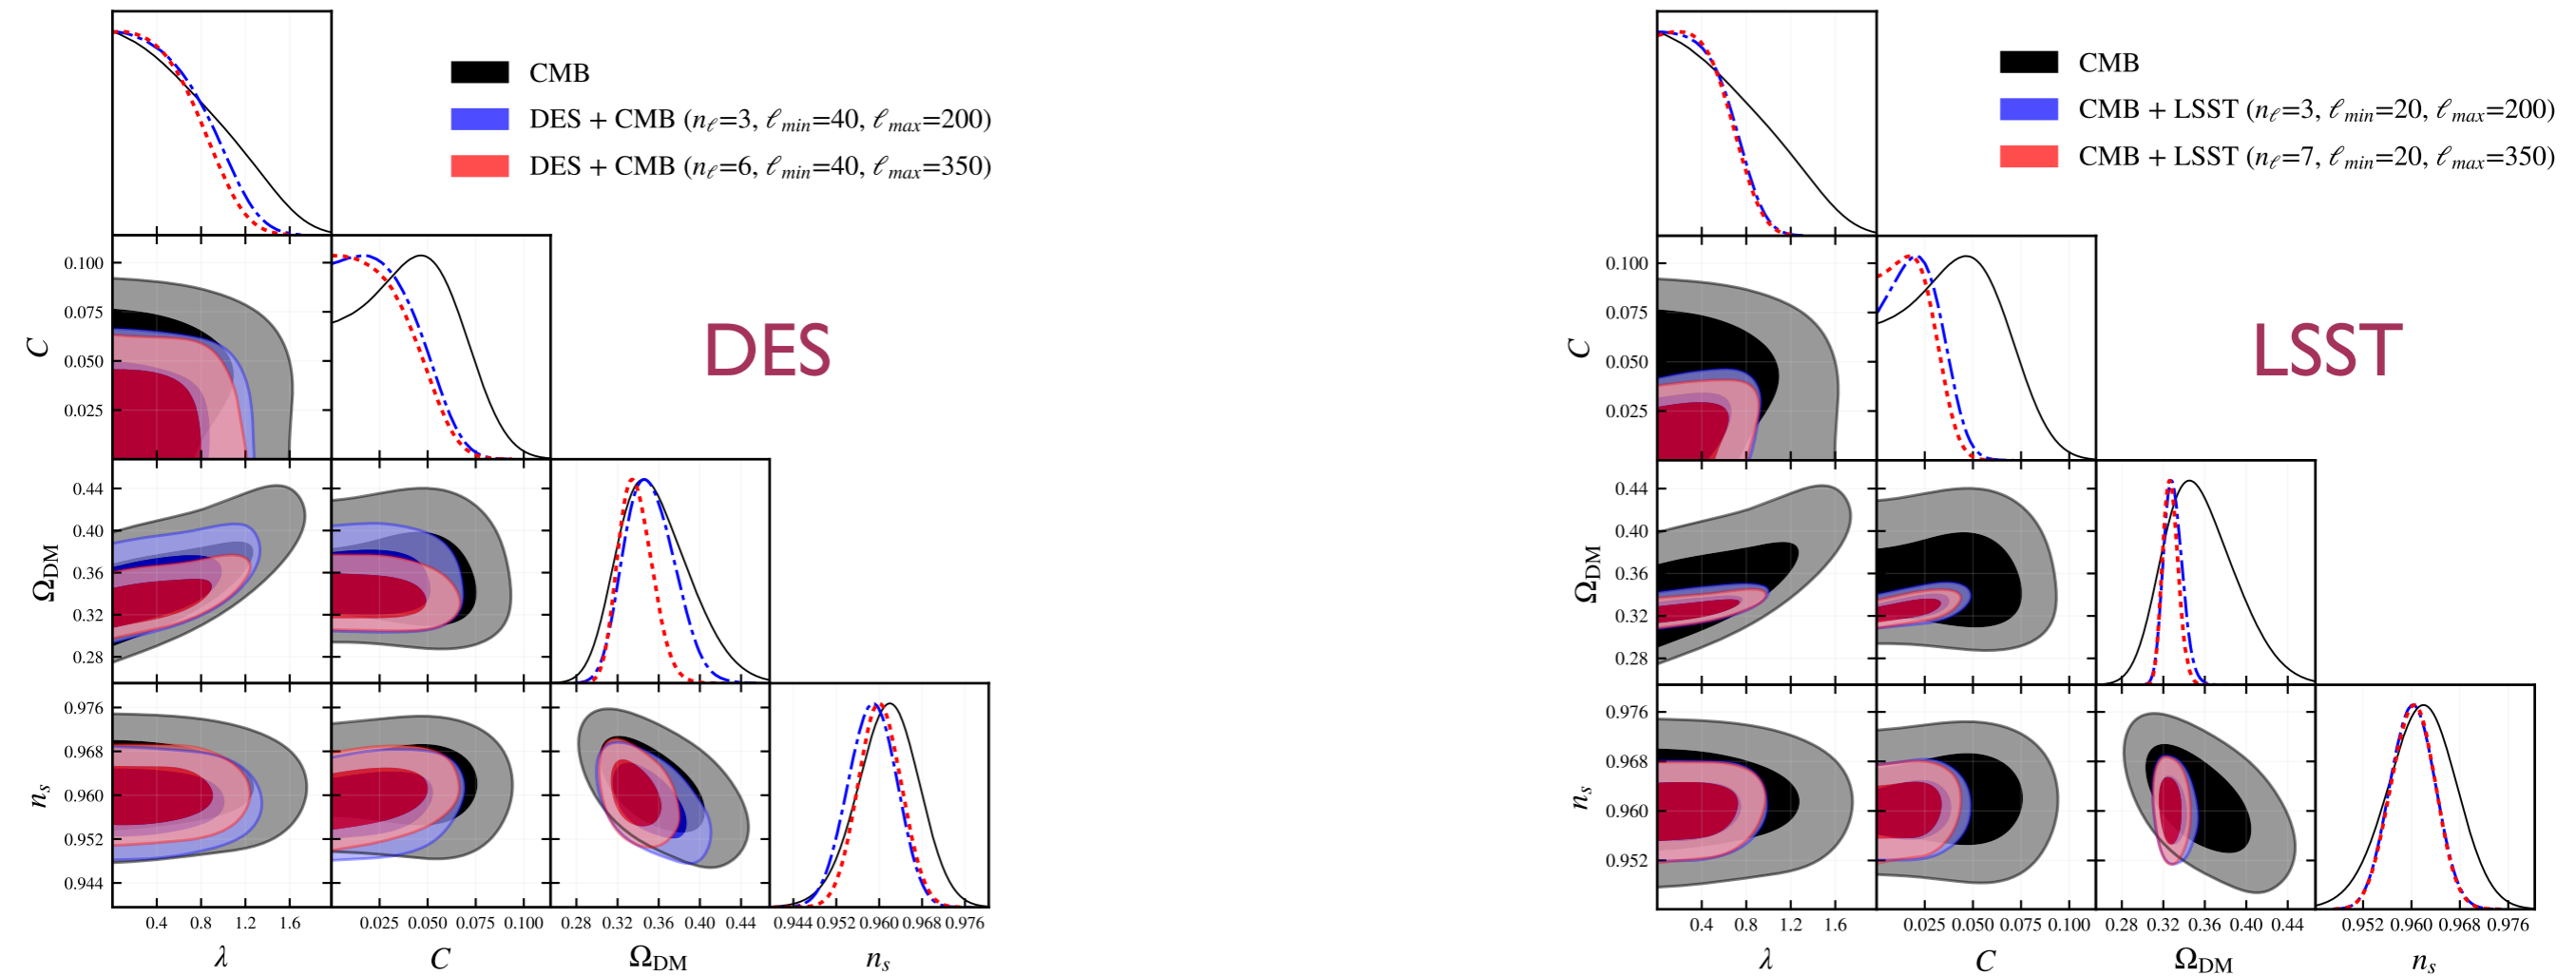 CMB
DES + CMB (nℓ=3, ℓmin=40, ℓmax=200)
DES + CMB (nℓ=6, ℓmin=40, ℓmax=350)
DES
C
0.100
0.075
0.050
0.025
ΩDM
0.44
0.40
0.36
0.32
0.28
ns
0.976
0.968
0.960
0.952
0.944
0.4 0.8 1.2 1.6
0.025 0.050 0.075 0.100
0.28 0.32 0.36 0.40 0.44
0.944 0.952 0.960 0.968 0.976
λ C ΩDM ns
CMB
CMB + LSST (nℓ=3, ℓmin=20, ℓmax=200)
CMB + LSST (nℓ=7, ℓmin=20, ℓmax=350)
LSST
C
0.100
0.075
0.050
0.025
ΩDM
0.44
0.40
0.36
0.32
0.28
ns
0.976
0.968
0.960
0.952
0.4 0.8 1.2 1.6
0.025 0.050 0.075 0.100
0.28 0.32 0.36 0.40 0.44
0.952 0.960 0.968 0.976
λ C ΩDM ns